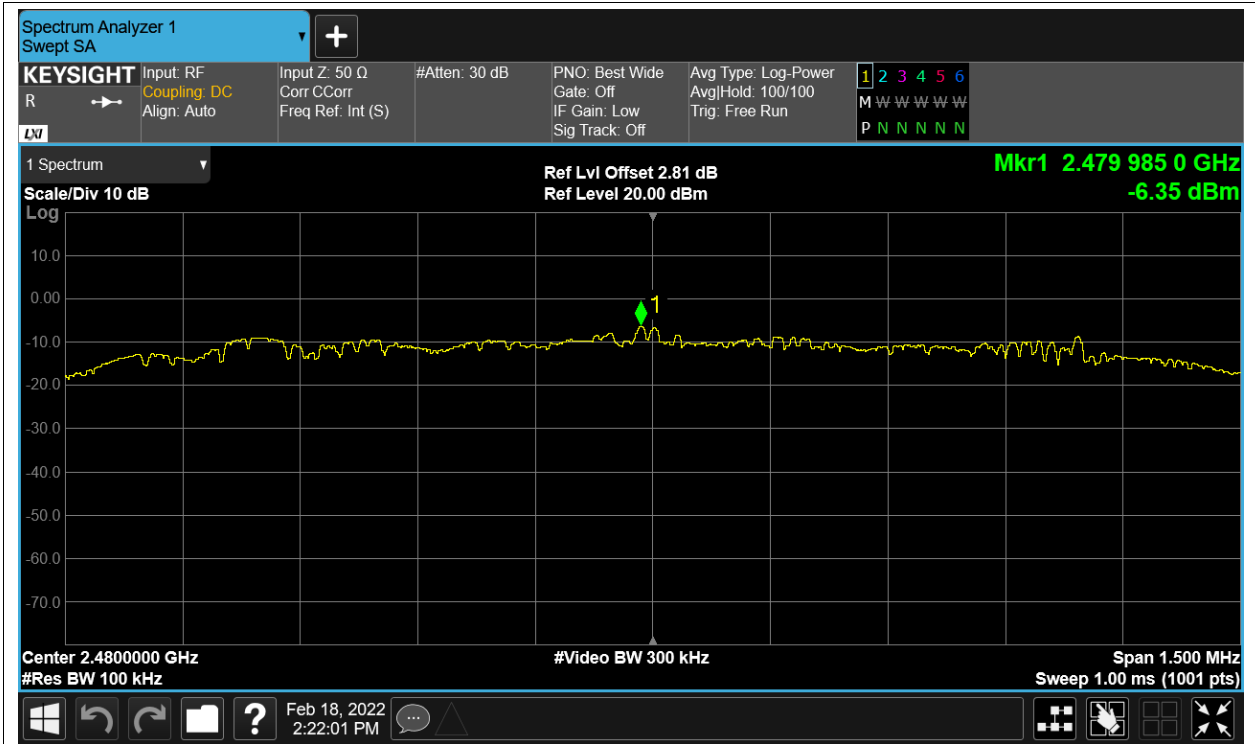 Spectrum Analyzer 1
Swept SA
KEYSIGHT
R
LXI
Input: RF
Coupling: DC
Align: Auto
Input Z: 50 Ω
Corr CCorr
Freq Ref: Int (S)
#Atten: 30 dB
PNO: Best Wide
Gate: Off
IF Gain: Low
Sig Track: Off
Avg Type: Log-Power
Avg|Hold: 100/100
Trig: Free Run
1 2 3 4 5 6
M W W W W W
P N N N N N
1 Spectrum
Scale/Div 10 dB
Log
Ref Lvl Offset 2.81 dB
Ref Level 20.00 dBm
Mkr1 2.479 985 0 GHz
-6.35 dBm
10.0
0.00
1
-10.0
-20.0
-30.0
-40.0
-50.0
-60.0
-70.0
Center 2.4800000 GHz
#Video BW 300 kHz
Span 1.500 MHz
#Res BW 100 kHz
Sweep 1.00 ms (1001 pts)
?
Feb 18, 2022
2:22:01 PM